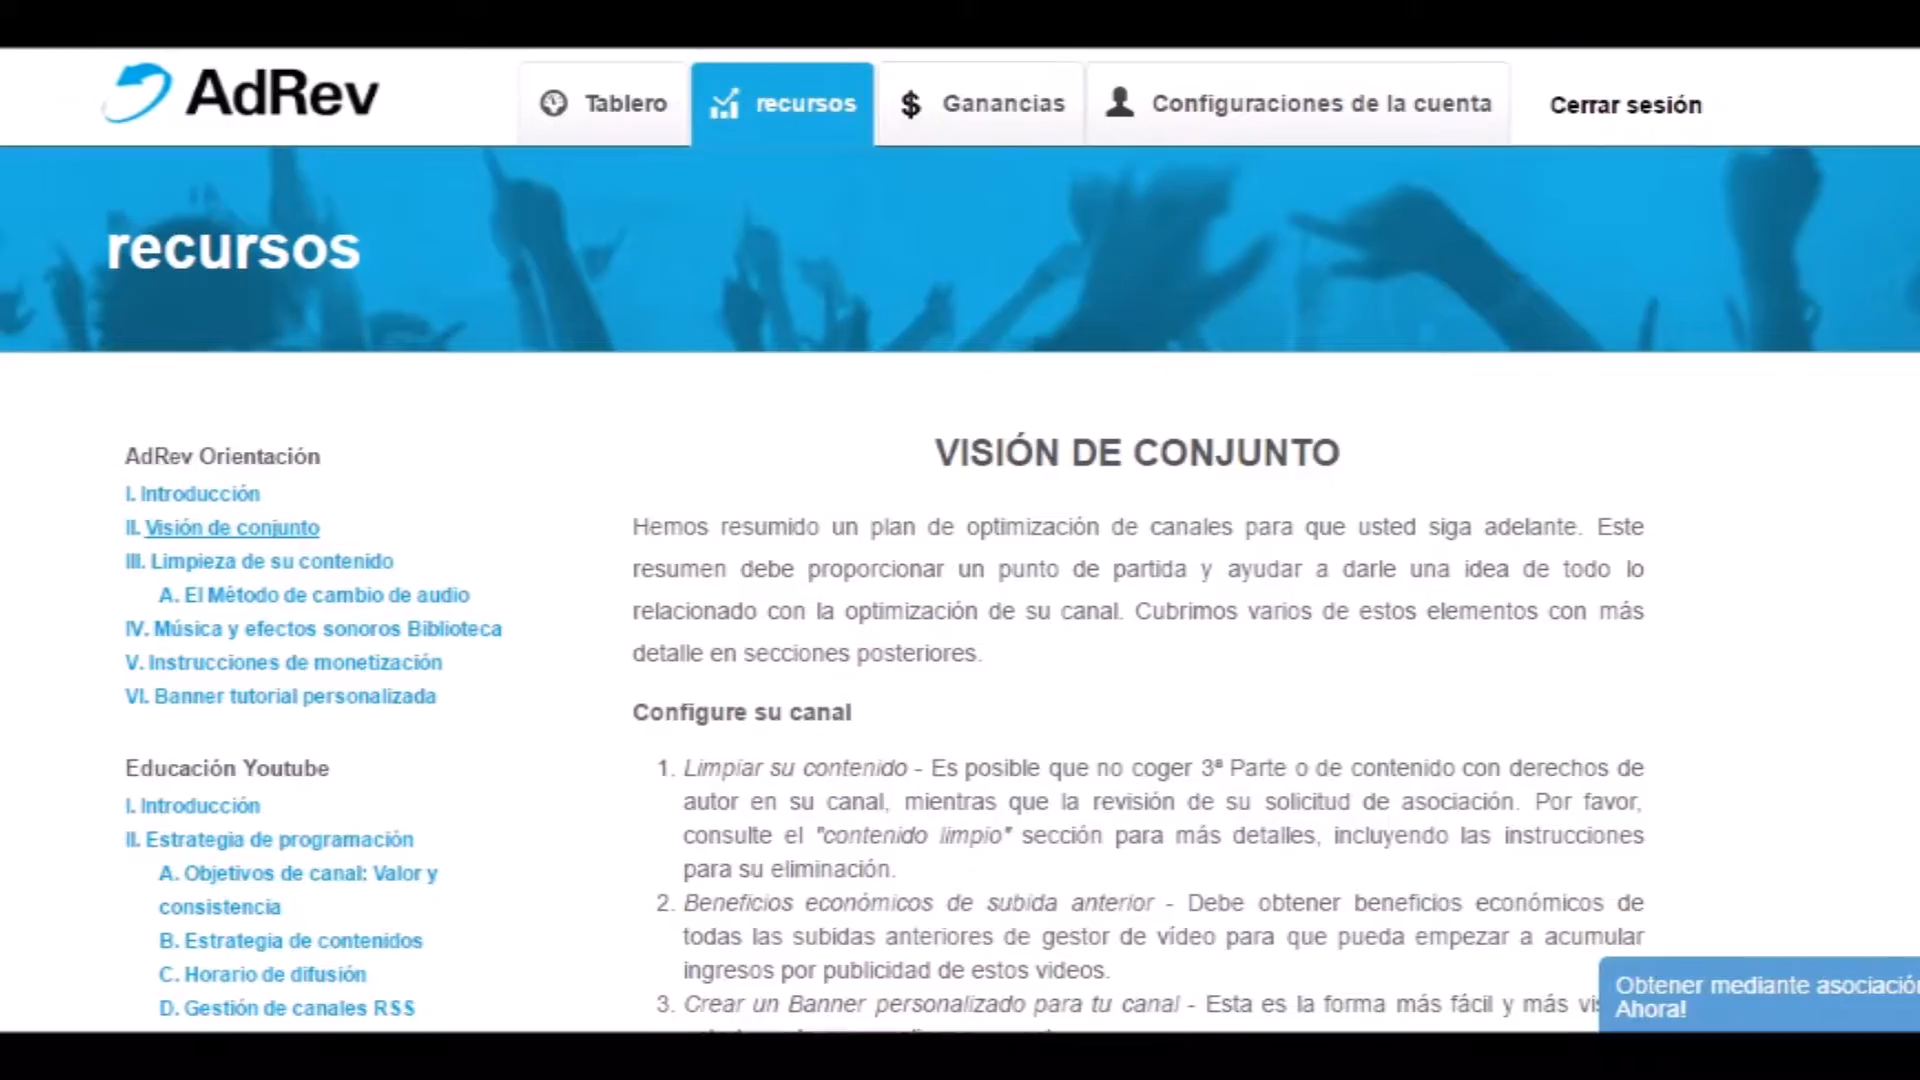 AdRev
Tablero
recursos
Ganancias
Configuraciones de la cuenta
Cerrar sesión
recursos
AdRev Orientación
I. Introducción
II. Visión de conjunto
III. Limpieza de su contenido
A. El Método de cambio de audio
IV. Música y efectos sonoros Biblioteca
V. Instrucciones de monetización
VI. Banner tutorial personalizada
Educación Youtube
I. Introducción
II. Estrategia de programación
A. Objetivos de canal: Valor y
consistencia
B. Estrategia de contenidos
C. Horario de difusión
D. Gestión de canales RSS
VISIÓN DE CONJUNTO
Hemos resumido un plan de optimización de canales para que usted siga adelante. Este
resumen debe proporcionar un punto de partida y ayudar a darle una idea de todo lo
relacionado con la optimización de su canal. Cubrimos varios de estos elementos con más
detalle en secciones posteriores.
Configure su canal
1. Limpiar su contenido - Es posible que no coger 3ª Parte o de contenido con derechos de
autor en su canal, mientras que la revisión de su solicitud de asociación. Por favor,
consulte el "contenido limpio" sección para más detalles, incluyendo las instrucciones
para su eliminación.
2. Beneficios económicos de subida anterior - Debe obtener beneficios económicos de
todas las subidas anteriores de gestor de vídeo para que pueda empezar a acumular
ingresos por publicidad de estos videos.
3. Crear un Banner personalizado para tu canal - Esta es la forma más fácil y más
Obtener mediante asociación
Ahora!